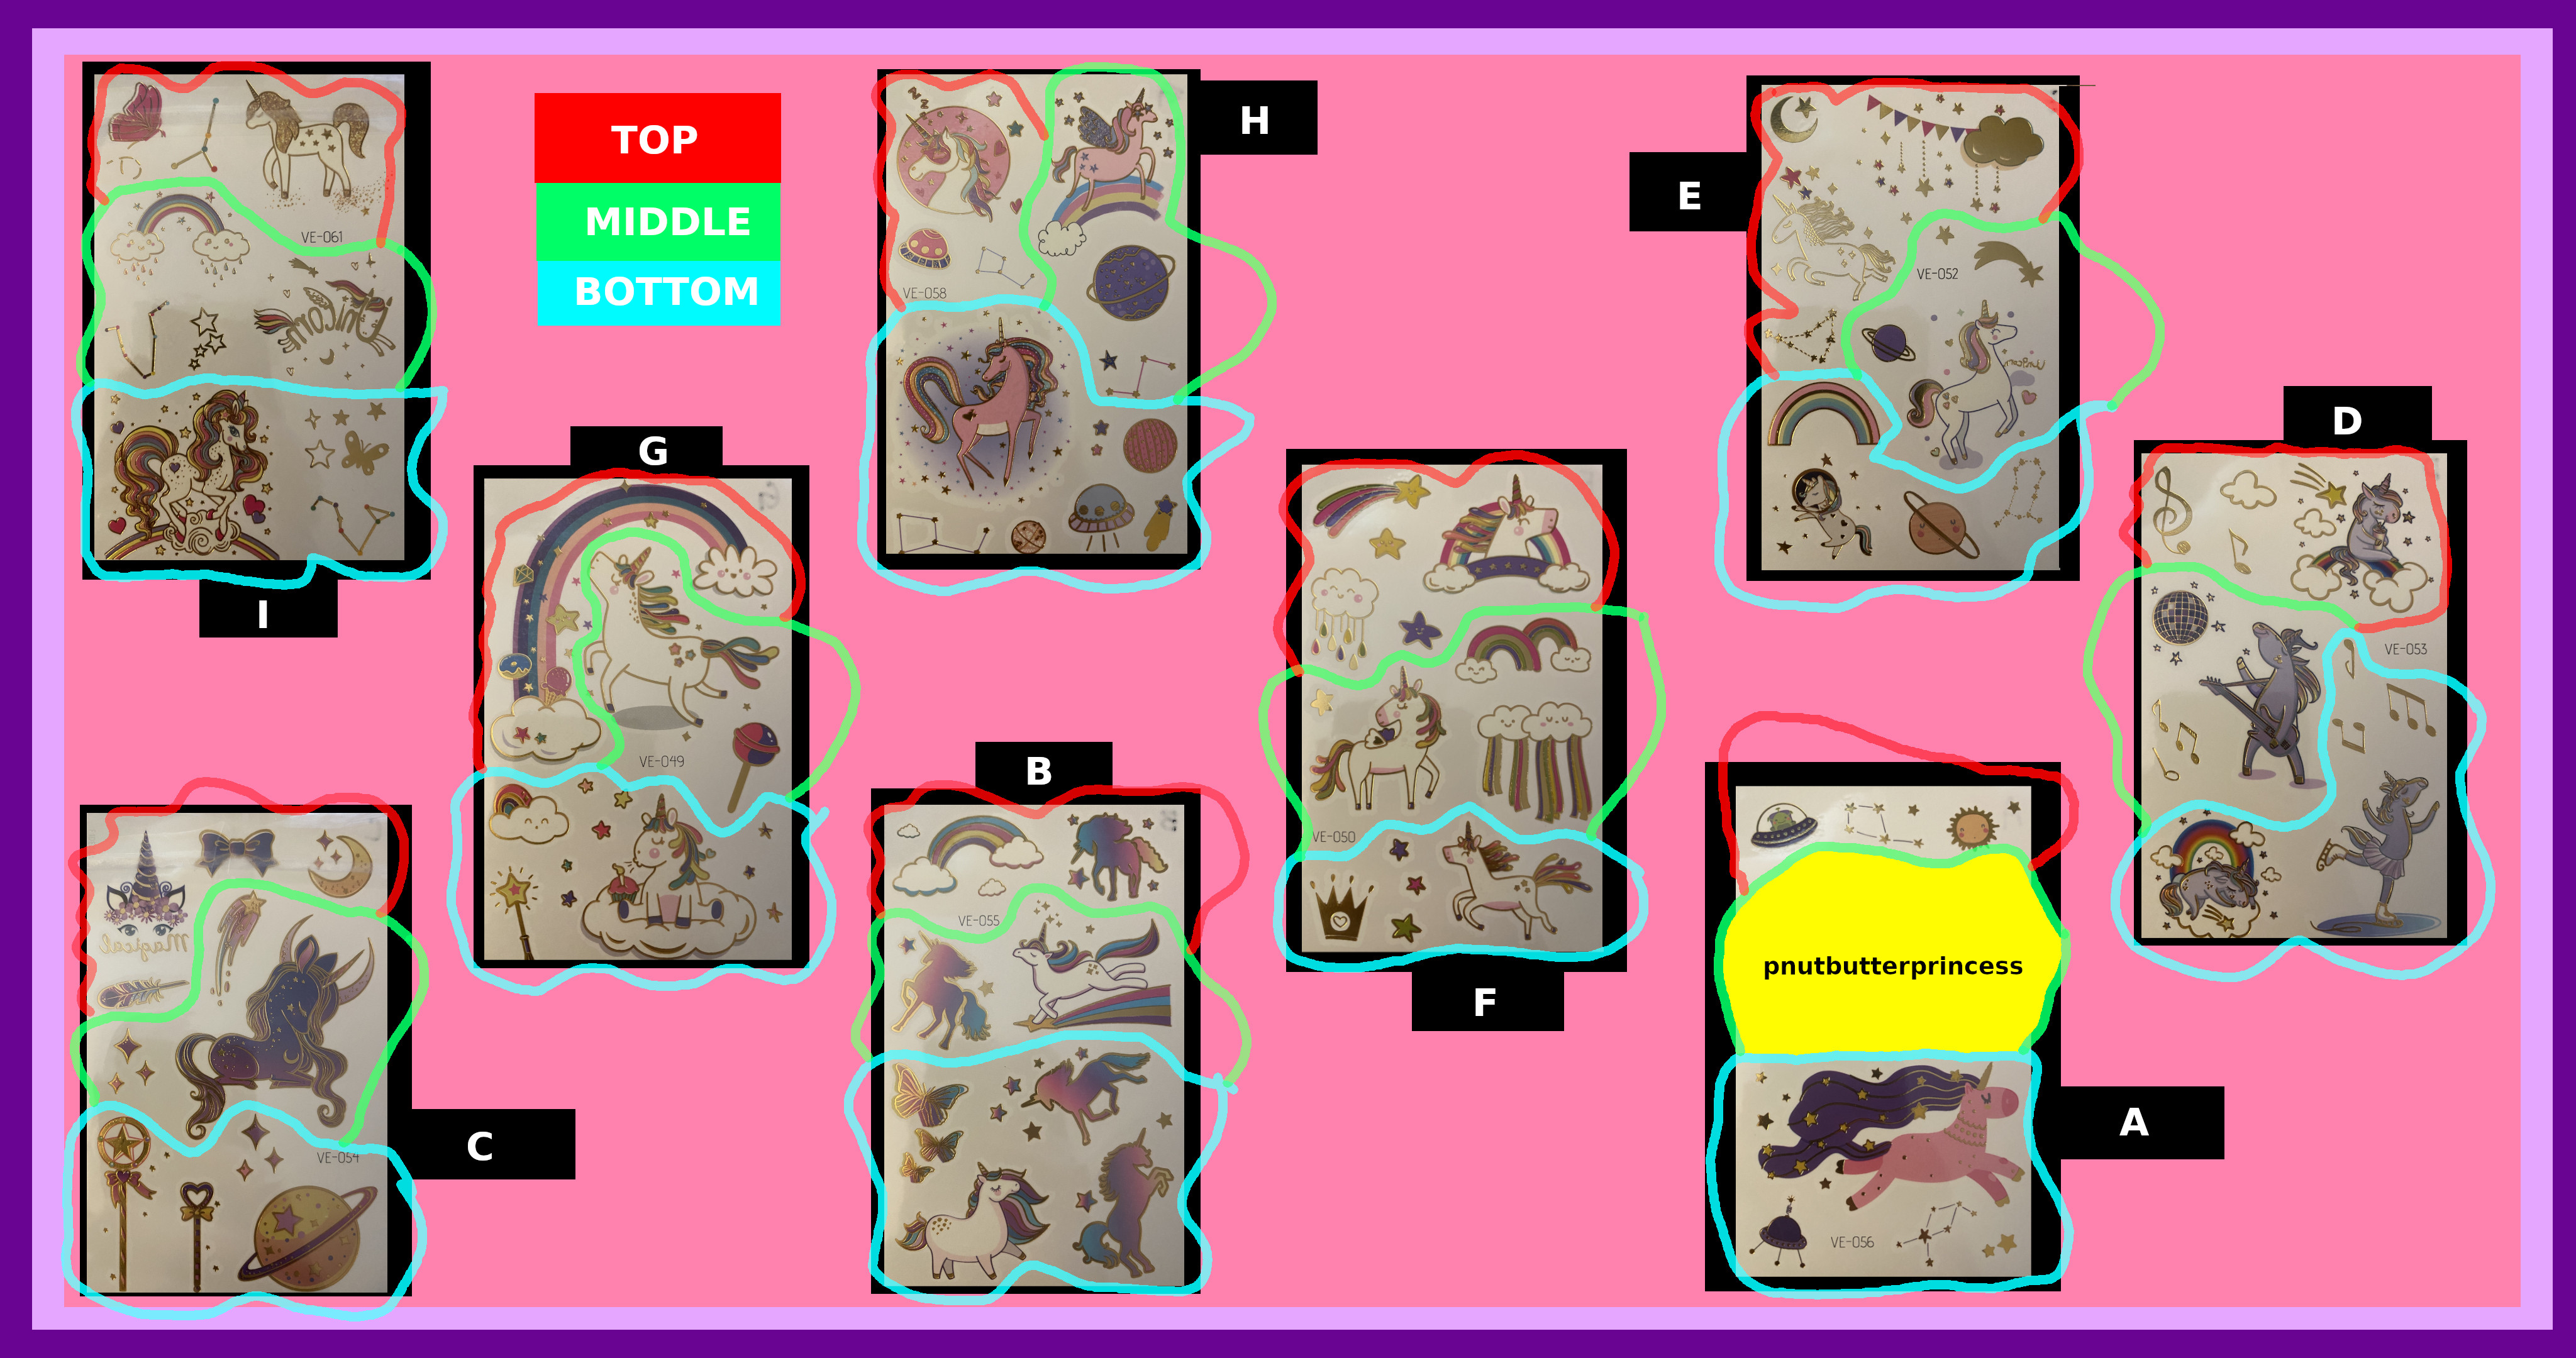 TOP
MIDDLE
BOTTOM
H
E
D
I
G
B
F
C
A
VE-061
VE-058
VE-052
VE-053
VE-049
VE-050
VE-055
VE-054
VE-056
Unicorn
Unicorn
Magical
z z z
pnutbutterprincess